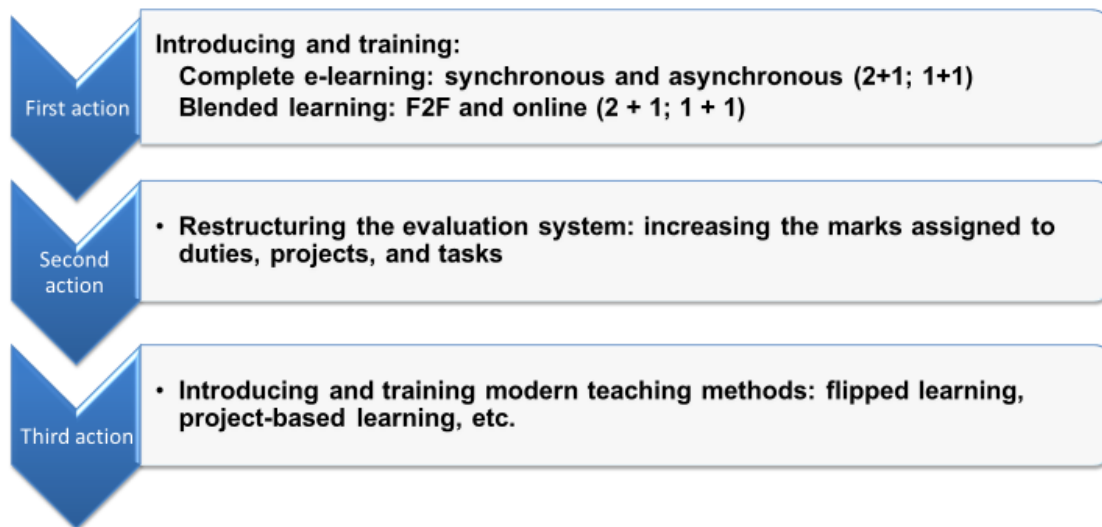 First action
Introducing and training:
Complete e-learning: synchronous and asynchronous (2+1; 1+1)
Blended learning: F2F and online (2 + 1; 1 + 1)
Second
action
• Restructuring the evaluation system: increasing the marks assigned to
duties, projects, and tasks
Third action
• Introducing and training modern teaching methods: flipped learning,
project-based learning, etc.